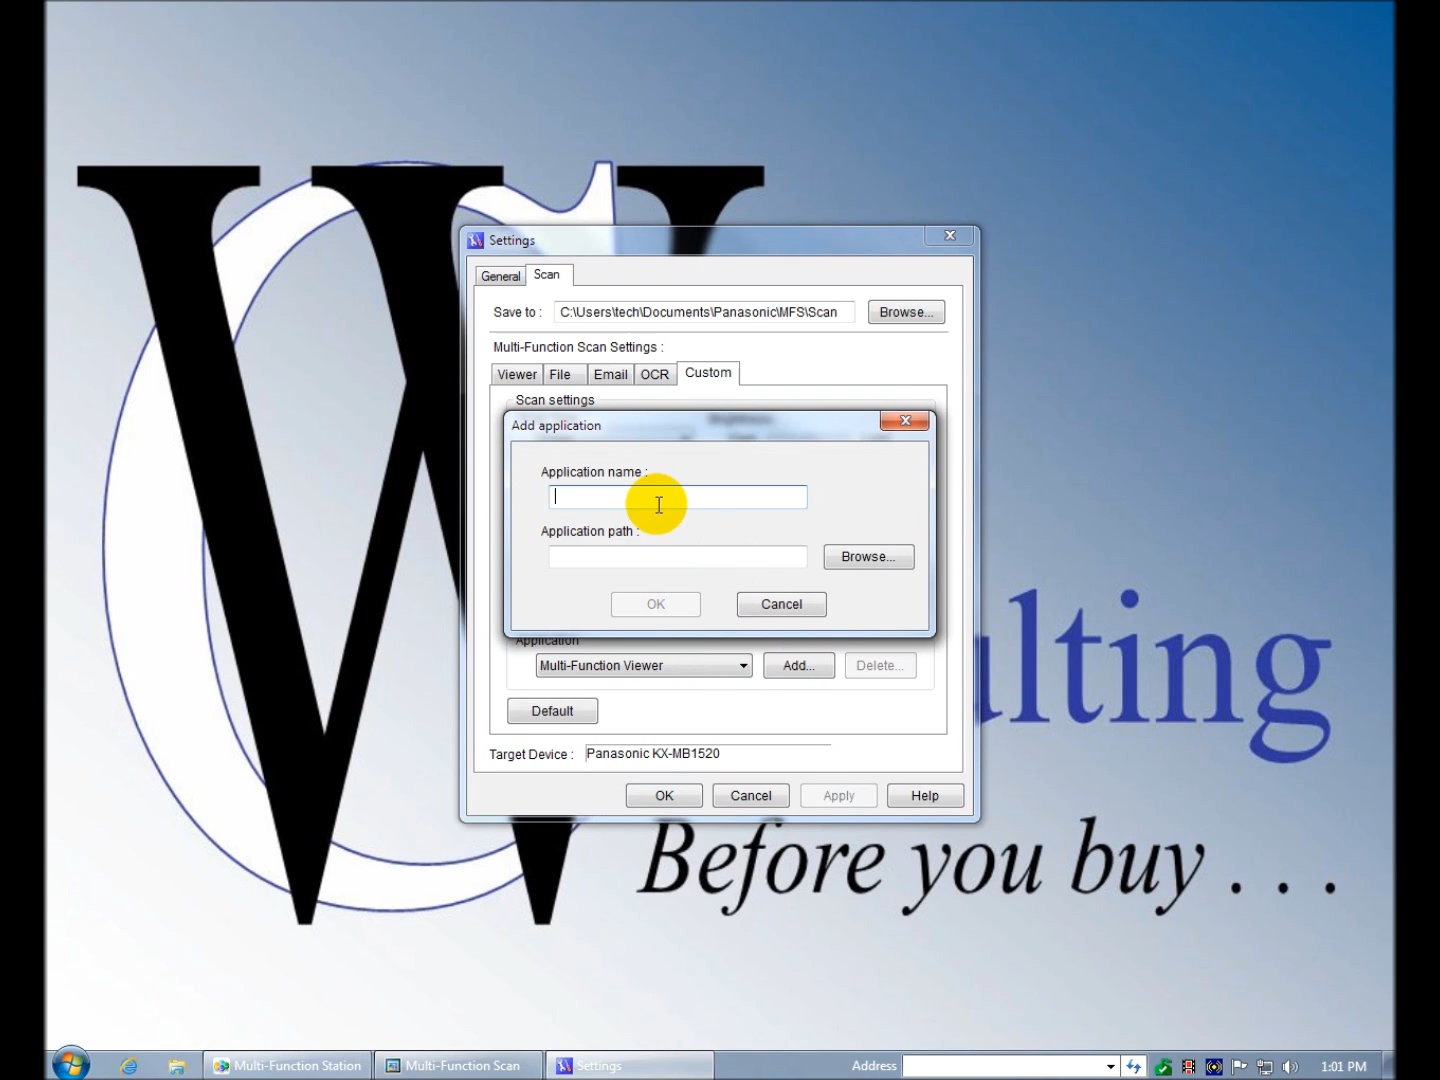 Settings
General Scan
Save to : C:\Users\tech\Documents\Panasonic\MFS\Scan Browse...
Multi-Function Scan Settings :
Viewer File Email OCR Custom
Scan settings
Add application
Application name :
Application path :
Browse...
OK Cancel
Application
Multi-Function Viewer Add... Delete...
Default
Target Device : Panasonic KX-MB1520
OK Cancel Apply Help
ulting
Before you buy . . .
Multi-Function Station Multi-Function Scan Settings Address 1:01 PM